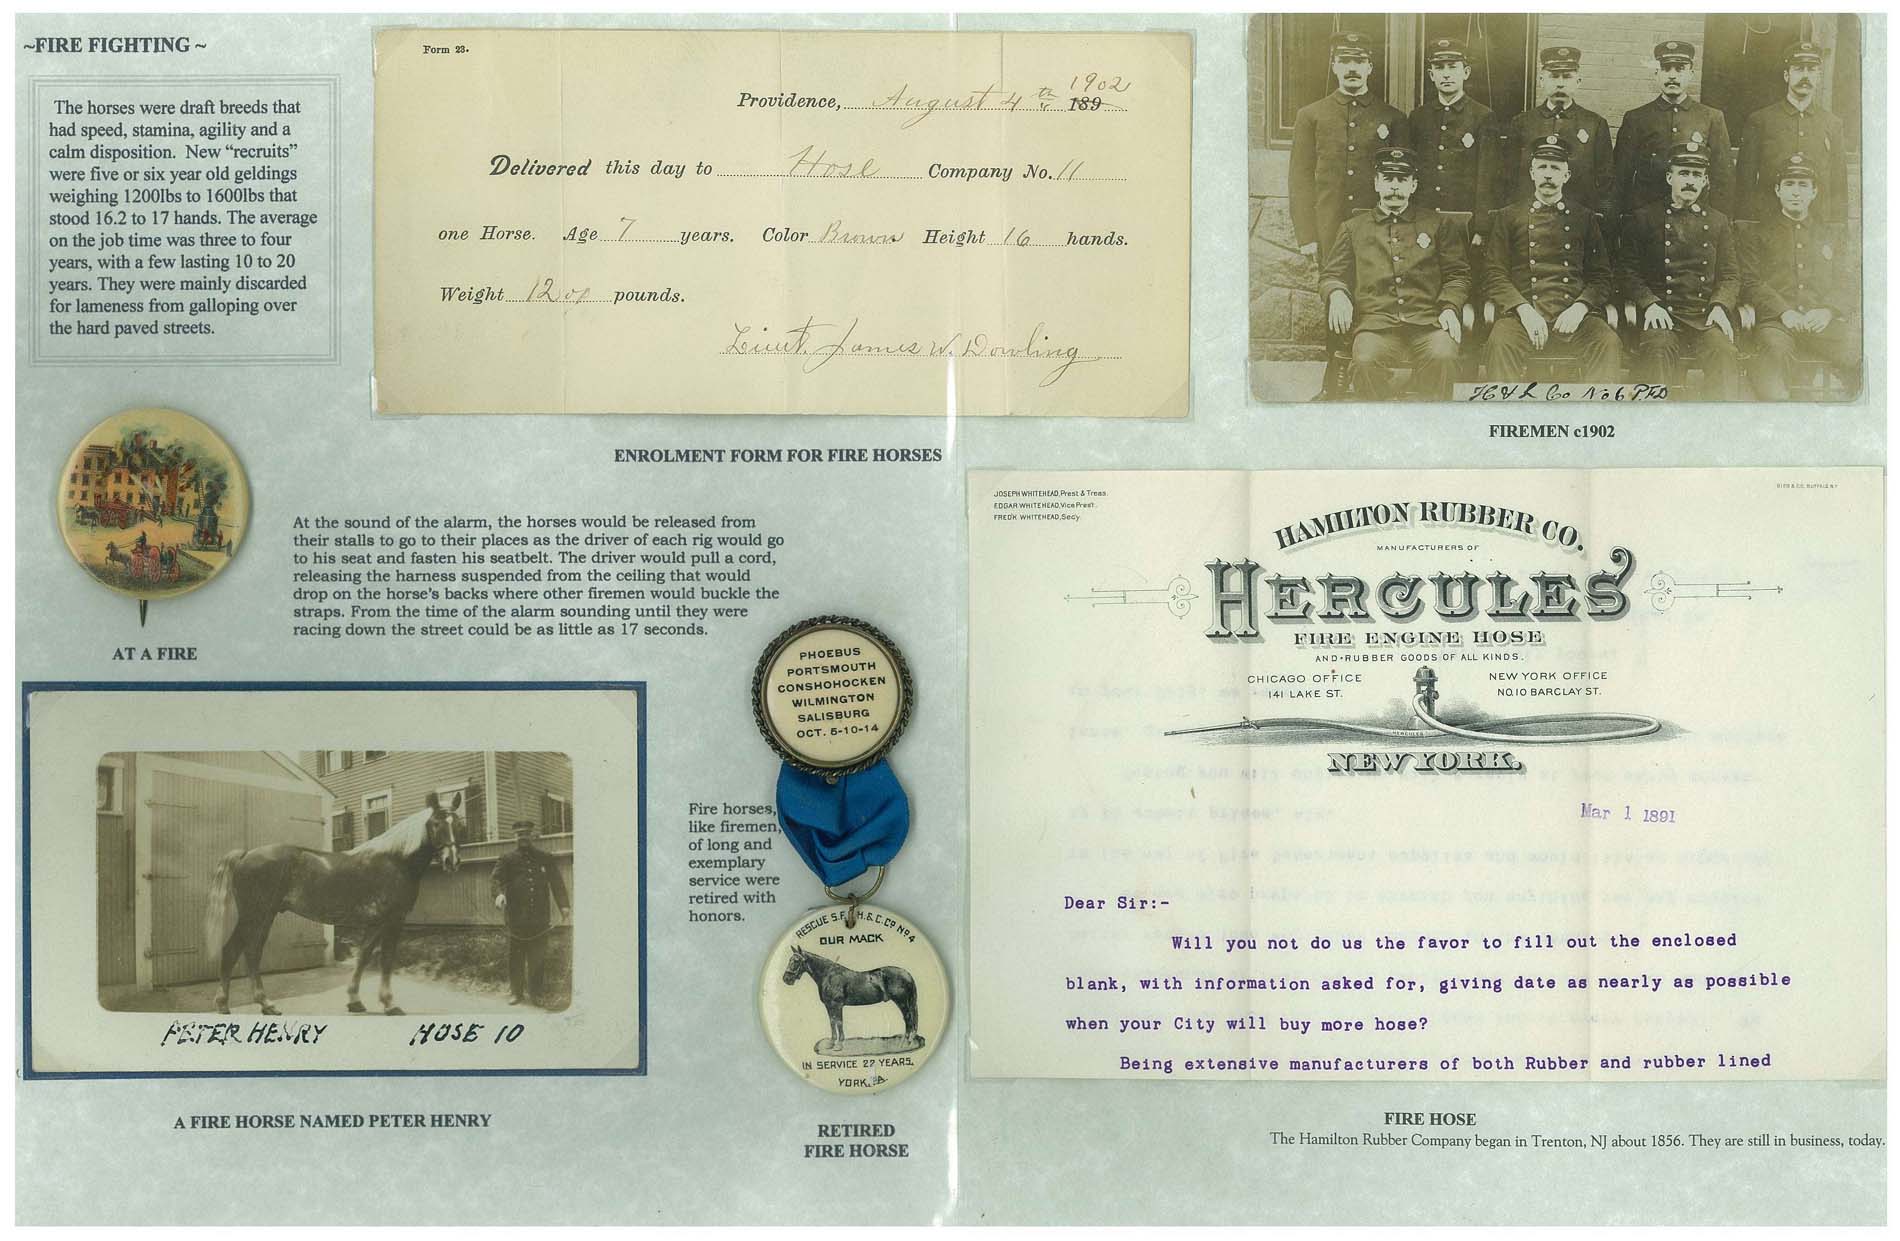 ~FIRE FIGHTING ~
The horses were draft breeds that
had speed, stamina, agility and a
calm disposition. New “recruits”
were five or six year old geldings
weighing 1200lbs to 1600lbs that
stood 16.2 to 17 hands. The average
on the job time was three to four
years, with a few lasting 10 to 20
years. They were mainly discarded
for lameness from galloping over
the hard paved streets.
Form 23.
Providence, August 4th 1902
189
Delivered this day to Hose Company No. 11
one Horse. Age 7 years. Color Brown Height 16 hands.
Weight 1200 pounds.
Lieut. James W. Dowling
ENROLMENT FORM FOR FIRE HORSES
H & L Co No 6 P.F.D
FIREMEN c1902
AT A FIRE
At the sound of the alarm, the horses would be released from
their stalls to go to their places as the driver of each rig would go
to his seat and fasten his seatbelt. The driver would pull a cord,
releasing the harness suspended from the ceiling that would
drop on the horse's backs where other firemen would buckle the
straps. From the time of the alarm sounding until they were
racing down the street could be as little as 17 seconds.
PETER HENRY HOSE 10
A FIRE HORSE NAMED PETER HENRY
Fire horses,
like firemen,
of long and
exemplary
service were
retired with
honors.
PHOEBUS
PORTSMOUTH
CONSHOHOCKEN
WILMINGTON
SALISBURG
OCT. 5-10-14
RESCUE S.F. H.& C. Co No 4
OUR MACK
IN SERVICE 22 YEARS.
YORK, PA.
RETIRED
FIRE HORSE
JOSEPH WHITEHEAD, Prest & Treas.
EDGAR WHITEHEAD, Vice Prest.
FRED'K WHITEHEAD, Secy.
HAMILTON RUBBER CO.
MANUFACTURERS OF
HERCULES
FIRE ENGINE HOSE
AND RUBBER GOODS OF ALL KINDS.
CHICAGO OFFICE
141 LAKE ST.
NEW YORK OFFICE
NO. 10 BARCLAY ST.
HERCULES
NEW YORK.
Mar 1 1891
Dear Sir:-
Will you not do us the favor to fill out the enclosed
blank, with information asked for, giving date as nearly as possible
when your City will buy more hose?
Being extensive manufacturers of both Rubber and rubber lined
FIRE HOSE
The Hamilton Rubber Company began in Trenton, NJ about 1856. They are still in business, today.